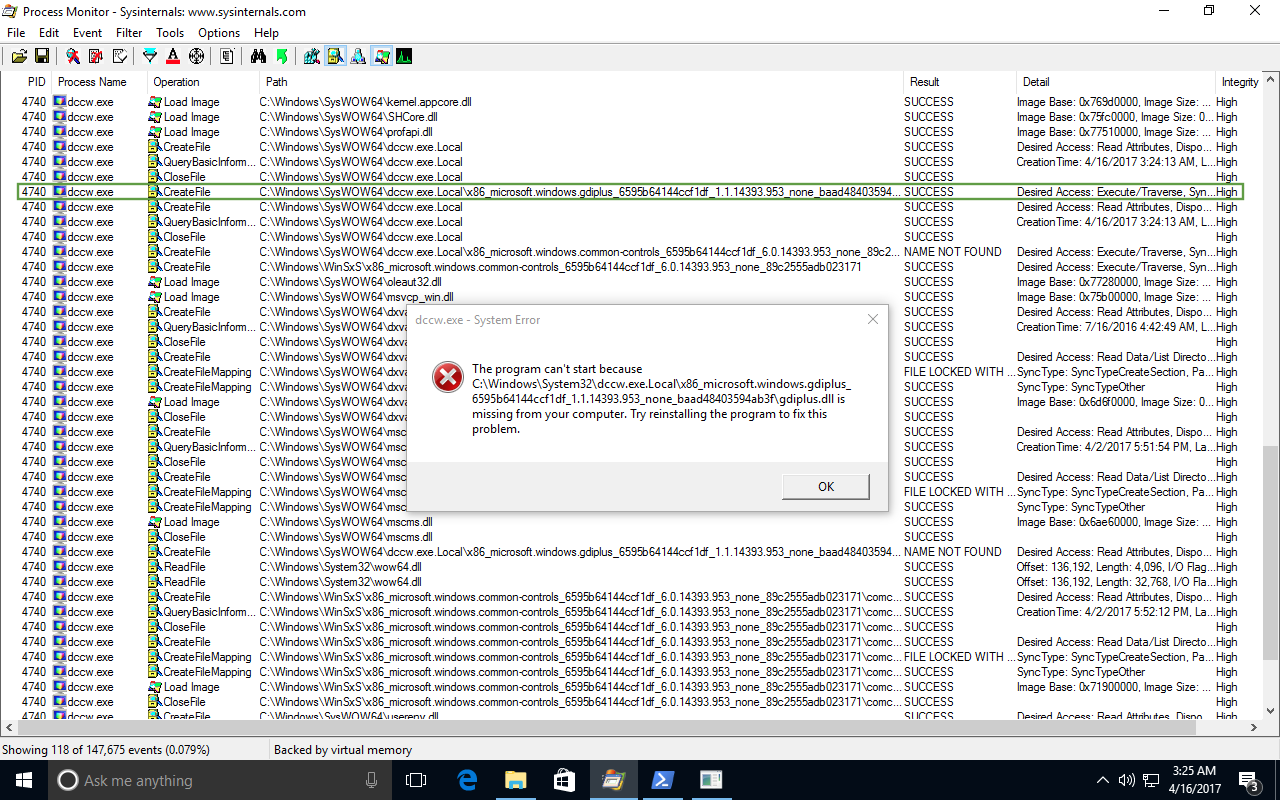 Process Monitor - Sysinternals: www.sysinternals.com
File Edit Event Filter Tools Options Help
PID Process Name Operation Path Result Detail Integrity
4740 dccw.exe Load Image C:\Windows\SysWOW64\kernel.appcore.dll SUCCESS Image Base: 0x769d0000, Image Size: ... High
4740 dccw.exe Load Image C:\Windows\SysWOW64\SHCore.dll SUCCESS Image Base: 0x75fc0000, Image Size: 0... High
4740 dccw.exe Load Image C:\Windows\SysWOW64\profapi.dll SUCCESS Image Base: 0x77510000, Image Size: ... High
4740 dccw.exe CreateFile C:\Windows\SysWOW64\dccw.exe.Local SUCCESS Desired Access: Read Attributes, Dispo... High
4740 dccw.exe QueryBasicInform... C:\Windows\SysWOW64\dccw.exe.Local SUCCESS CreationTime: 4/16/2017 3:24:13 AM, L... High
4740 dccw.exe CloseFile C:\Windows\SysWOW64\dccw.exe.Local SUCCESS High
4740 dccw.exe CreateFile C:\Windows\SysWOW64\dccw.exe.Local\x86_microsoft.windows.gdiplus_6595b64144ccf1df_1.1.14393.953_none_baad48403594... SUCCESS Desired Access: Execute/Traverse, Syn... High
4740 dccw.exe CreateFile C:\Windows\SysWOW64\dccw.exe.Local SUCCESS Desired Access: Read Attributes, Dispo... High
4740 dccw.exe QueryBasicInform... C:\Windows\SysWOW64\dccw.exe.Local SUCCESS CreationTime: 4/16/2017 3:24:13 AM, L... High
4740 dccw.exe CloseFile C:\Windows\SysWOW64\dccw.exe.Local SUCCESS High
4740 dccw.exe CreateFile C:\Windows\SysWOW64\dccw.exe.Local\x86_microsoft.windows.common-controls_6595b64144ccf1df_6.0.14393.953_none_89c2... NAME NOT FOUND Desired Access: Execute/Traverse, Syn... High
4740 dccw.exe CreateFile C:\Windows\WinSxS\x86_microsoft.windows.common-controls_6595b64144ccf1df_6.0.14393.953_none_89c2555adb023171 SUCCESS Desired Access: Execute/Traverse, Syn... High
4740 dccw.exe Load Image C:\Windows\SysWOW64\oleaut32.dll SUCCESS Image Base: 0x77280000, Image Size: ... High
4740 dccw.exe Load Image C:\Windows\SysWOW64\msvcp_win.dll SUCCESS Image Base: 0x75b00000, Image Size: ... High
4740 dccw.exe CreateFile C:\Windows\SysWOW64\dxva SUCCESS Desired Access: Read Attributes, Dispo... High
4740 dccw.exe QueryBasicInform... C:\Windows\SysWOW64\dxva SUCCESS CreationTime: 7/16/2016 4:42:49 AM, L... High
4740 dccw.exe CloseFile C:\Windows\SysWOW64\dxva SUCCESS High
4740 dccw.exe CreateFile C:\Windows\SysWOW64\dxva SUCCESS Desired Access: Read Data/List Directo... High
4740 dccw.exe CreateFileMapping C:\Windows\SysWOW64\dxva FILE LOCKED WITH ... SyncType: SyncTypeCreateSection, Pa... High
4740 dccw.exe CreateFileMapping C:\Windows\SysWOW64\dxva SUCCESS SyncType: SyncTypeOther High
4740 dccw.exe Load Image C:\Windows\SysWOW64\dxva SUCCESS Image Base: 0x6d6f0000, Image Size: ... High
4740 dccw.exe CloseFile C:\Windows\SysWOW64\dxva SUCCESS High
4740 dccw.exe CreateFile C:\Windows\SysWOW64\msc SUCCESS Desired Access: Read Attributes, Dispo... High
4740 dccw.exe QueryBasicInform... C:\Windows\SysWOW64\msc SUCCESS CreationTime: 4/2/2017 5:51:54 PM, La... High
4740 dccw.exe CloseFile C:\Windows\SysWOW64\msc SUCCESS High
4740 dccw.exe CreateFile C:\Windows\SysWOW64\msc SUCCESS Desired Access: Read Data/List Directo... High
4740 dccw.exe CreateFileMapping C:\Windows\SysWOW64\msc FILE LOCKED WITH ... SyncType: SyncTypeCreateSection, Pa... High
4740 dccw.exe CreateFileMapping C:\Windows\SysWOW64\msc SUCCESS SyncType: SyncTypeOther High
4740 dccw.exe Load Image C:\Windows\SysWOW64\mscms.dll SUCCESS Image Base: 0x6ae60000, Image Size: ... High
4740 dccw.exe CloseFile C:\Windows\SysWOW64\mscms.dll SUCCESS High
4740 dccw.exe CreateFile C:\Windows\SysWOW64\dccw.exe.Local\x86_microsoft.windows.gdiplus_6595b64144ccf1df_1.1.14393.953_none_baad48403594... NAME NOT FOUND Desired Access: Read Attributes, Dispo... High
4740 dccw.exe ReadFile C:\Windows\System32\wow64.dll SUCCESS Offset: 136,192, Length: 4,096, I/O Flag... High
4740 dccw.exe ReadFile C:\Windows\System32\wow64.dll SUCCESS Offset: 136,192, Length: 32,768, I/O Fl... High
4740 dccw.exe CreateFile C:\Windows\WinSxS\x86_microsoft.windows.common-controls_6595b64144ccf1df_6.0.14393.953_none_89c2555adb023171\comc... SUCCESS Desired Access: Read Attributes, Dispo... High
4740 dccw.exe QueryBasicInform... C:\Windows\WinSxS\x86_microsoft.windows.common-controls_6595b64144ccf1df_6.0.14393.953_none_89c2555adb023171\comc... SUCCESS CreationTime: 4/2/2017 5:52:12 PM, La... High
4740 dccw.exe CloseFile C:\Windows\WinSxS\x86_microsoft.windows.common-controls_6595b64144ccf1df_6.0.14393.953_none_89c2555adb023171\comc... SUCCESS High
4740 dccw.exe CreateFile C:\Windows\WinSxS\x86_microsoft.windows.common-controls_6595b64144ccf1df_6.0.14393.953_none_89c2555adb023171\comc... SUCCESS Desired Access: Read Data/List Directo... High
4740 dccw.exe CreateFileMapping C:\Windows\WinSxS\x86_microsoft.windows.common-controls_6595b64144ccf1df_6.0.14393.953_none_89c2555adb023171\comc... FILE LOCKED WITH ... SyncType: SyncTypeCreateSection, Pa... High
4740 dccw.exe CreateFileMapping C:\Windows\WinSxS\x86_microsoft.windows.common-controls_6595b64144ccf1df_6.0.14393.953_none_89c2555adb023171\comc... SUCCESS SyncType: SyncTypeOther High
4740 dccw.exe Load Image C:\Windows\WinSxS\x86_microsoft.windows.common-controls_6595b64144ccf1df_6.0.14393.953_none_89c2555adb023171\comc... SUCCESS Image Base: 0x71900000, Image Size: ... High
4740 dccw.exe CloseFile C:\Windows\WinSxS\x86_microsoft.windows.common-controls_6595b64144ccf1df_6.0.14393.953_none_89c2555adb023171\comc... SUCCESS High
4740 dccw.exe CreateFile C:\Windows\SysWOW64\userenv.dll SUCCESS Desired Access: Read Attributes, Dispo... High
dccw.exe - System Error
The program can't start because
C:\Windows\System32\dccw.exe.Local\x86_microsoft.windows.gdiplus_
6595b64144ccf1df_1.1.14393.953_none_baad48403594ab3f\gdiplus.dll is
missing from your computer. Try reinstalling the program to fix this
problem.
OK
Showing 118 of 147,675 events (0.079%) Backed by virtual memory
Ask me anything
3:25 AM
4/16/2017
3